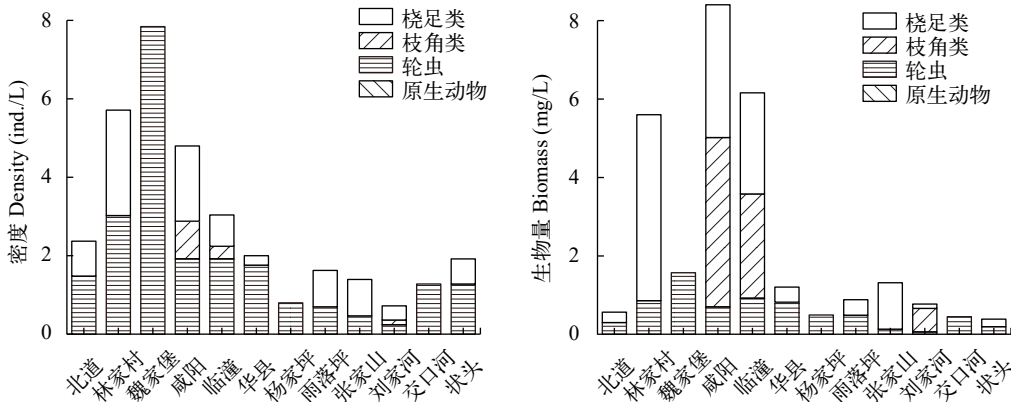 8
6
4
2
0
密度 Density (ind./L)
桡足类
枝角类
轮虫
原生动物
北道
林家村
魏家堡
咸阳
临潼
华县
杨家坪
雨落坪
张家山
刘家河
交口河
状头
8
6
4
2
0
生物量 Biomass (mg/L)
桡足类
枝角类
轮虫
原生动物
北道
林家村
魏家堡
咸阳
临潼
华县
杨家坪
雨落坪
张家山
刘家河
交口河
状头